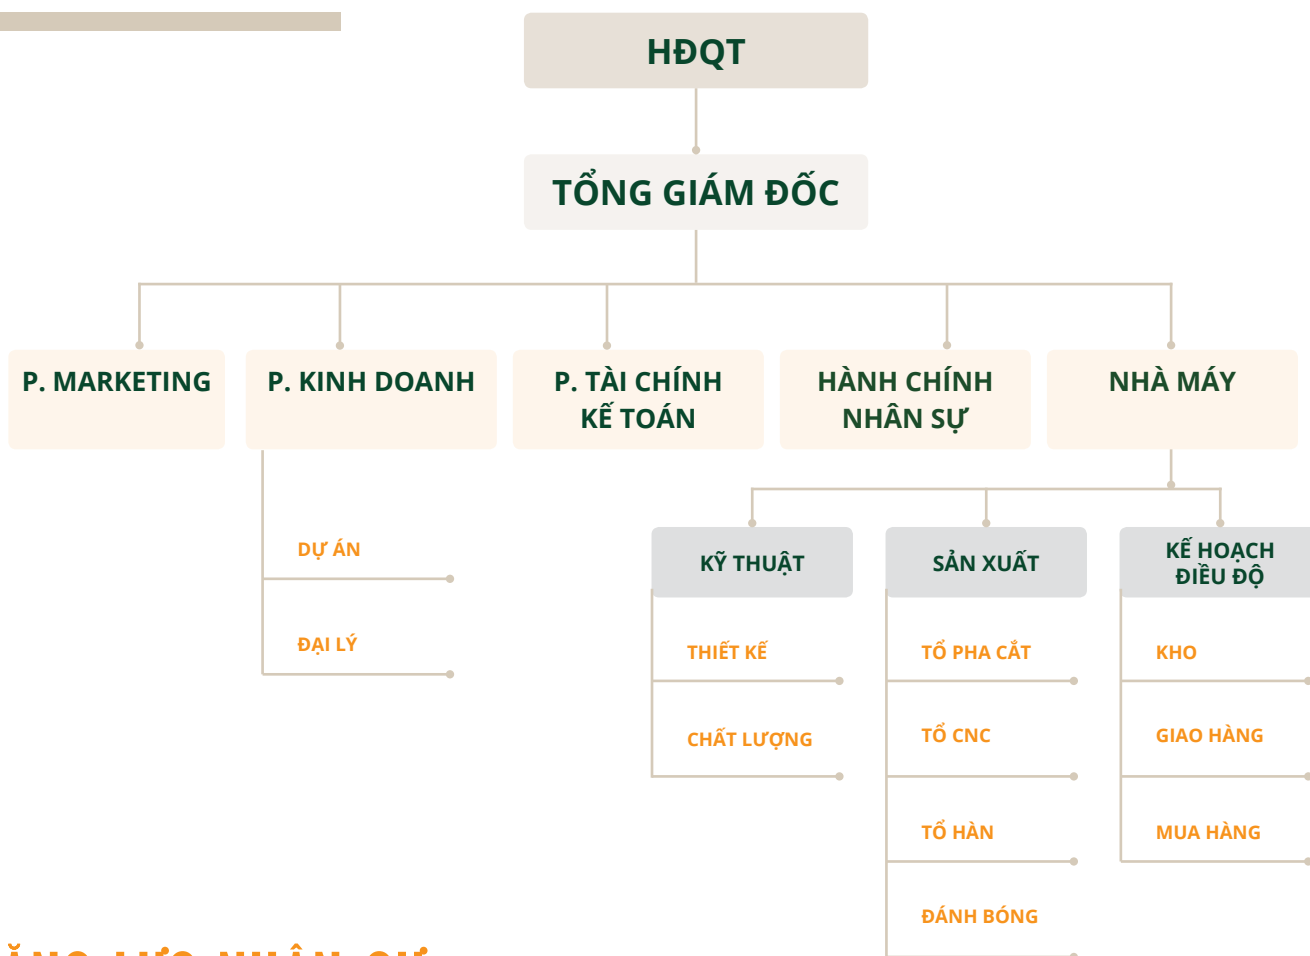 HĐQT
TỔNG GIÁM ĐỐC
P. MARKETING
P. KINH DOANH
P. TÀI CHÍNH
KẾ TOÁN
HÀNH CHÍNH
NHÂN SỰ
NHÀ MÁY
DỰ ÁN
ĐẠI LÝ
KỸ THUẬT
SẢN XUẤT
KẾ HOẠCH
ĐIỀU ĐỘ
THIẾT KẾ
CHẤT LƯỢNG
TỔ PHA CẮT
TỔ CNC
TỔ HÀN
ĐÁNH BÓNG
KHO
GIAO HÀNG
MUA HÀNG